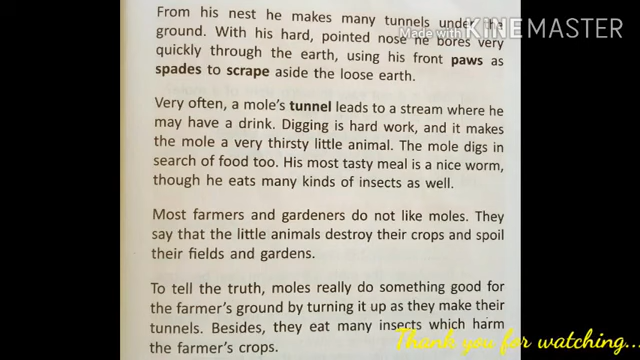 From his nest he makes many tunnels under the
ground. With his hard, pointed nose he bores very
quickly through the earth, using his front paws as
spades to scrape aside the loose earth.
Very often, a mole's tunnel leads to a stream where he
may have a drink. Digging is hard work, and it makes
the mole a very thirsty little animal. The mole digs in
search of food too. His most tasty meal is a nice worm,
though he eats many kinds of insects as well.
Most farmers and gardeners do not like moles. They
say that the little animals destroy their crops and spoil
their fields and gardens.
To tell the truth, moles really do something good for
the farmer's ground by turning it up as they make their
tunnels. Besides, they eat many insects which harm
the farmer's crops.
Made with KINEMASTER
Thank you for watching...